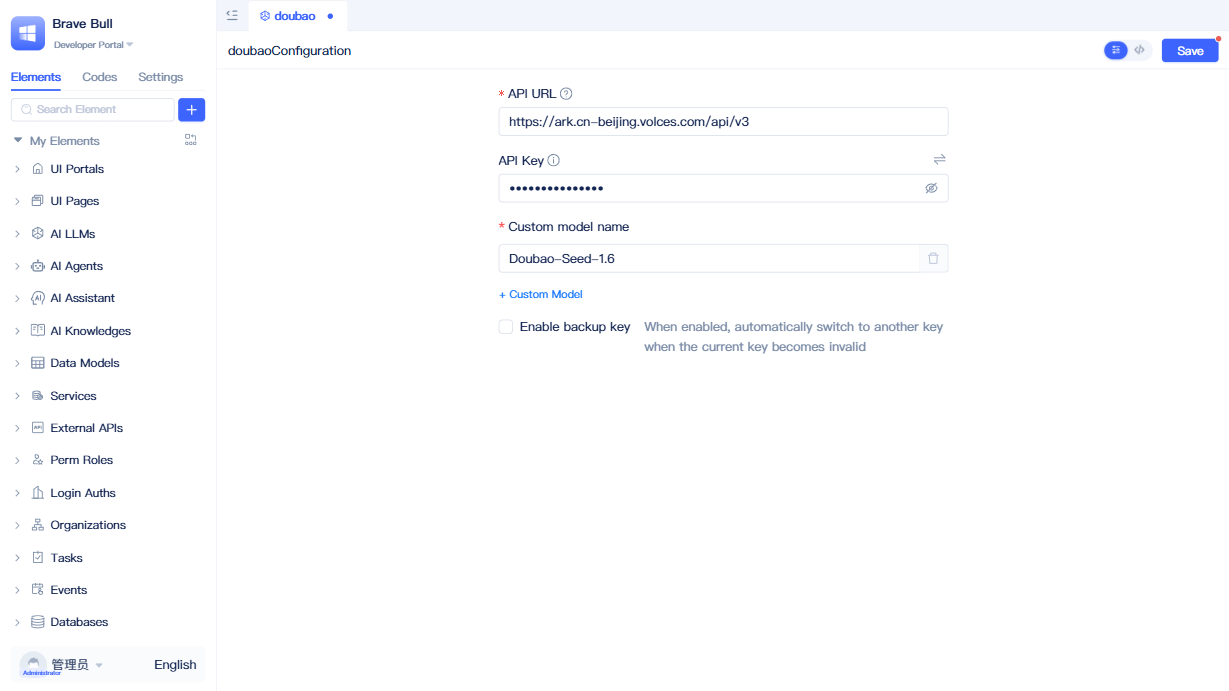 Brave Bull
Developer Portal
Elements Codes Settings
Search Element
My Elements
UI Portals
UI Pages
AI LLMs
AI Agents
AI Assistant
AI Knowledges
Data Models
Services
External APIs
Perm Roles
Login Auths
Organizations
Tasks
Events
Databases
管理员
Administrator
English
doubao
doubaoConfiguration
Save
* API URL
https://ark.cn-beijing.volces.com/api/v3
API Key
•••••••••••••••
* Custom model name
Doubao-Seed-1.6
+ Custom Model
Enable backup key
When enabled, automatically switch to another key
when the current key becomes invalid